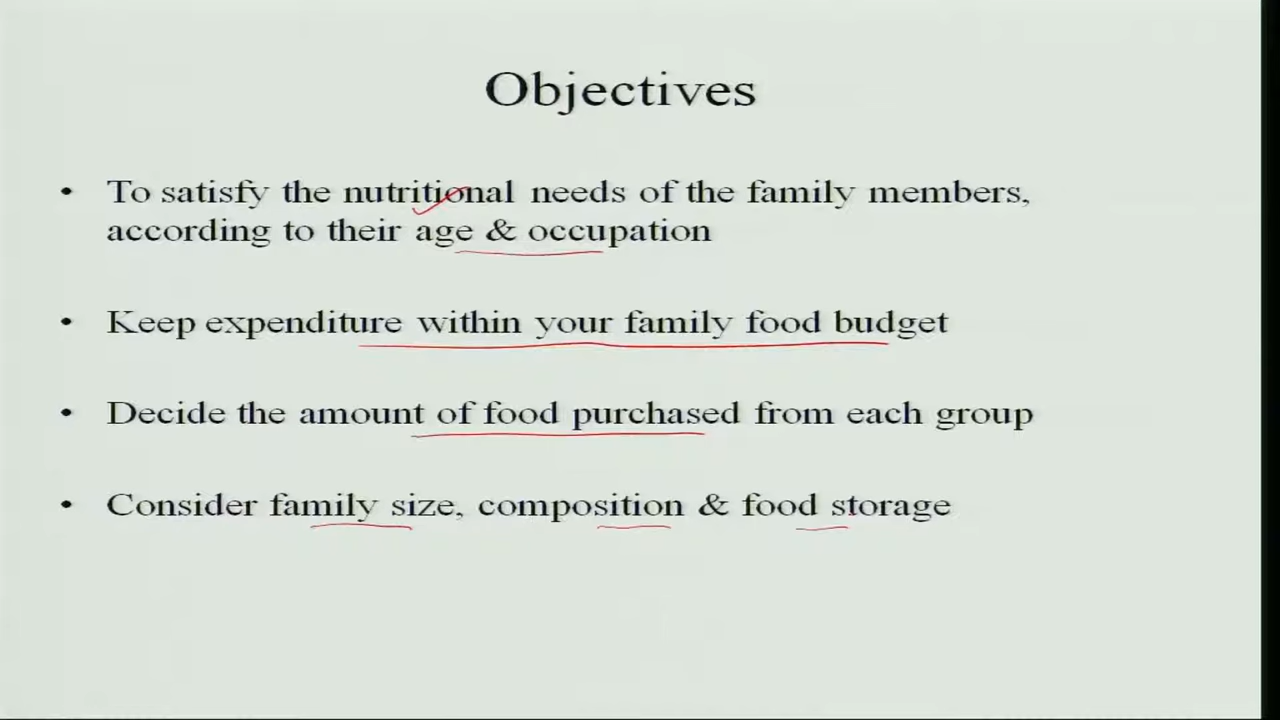 Objectives
• To satisfy the nutritional needs of the family members,
according to their age & occupation
• Keep expenditure within your family food budget
• Decide the amount of food purchased from each group
• Consider family size, composition & food storage